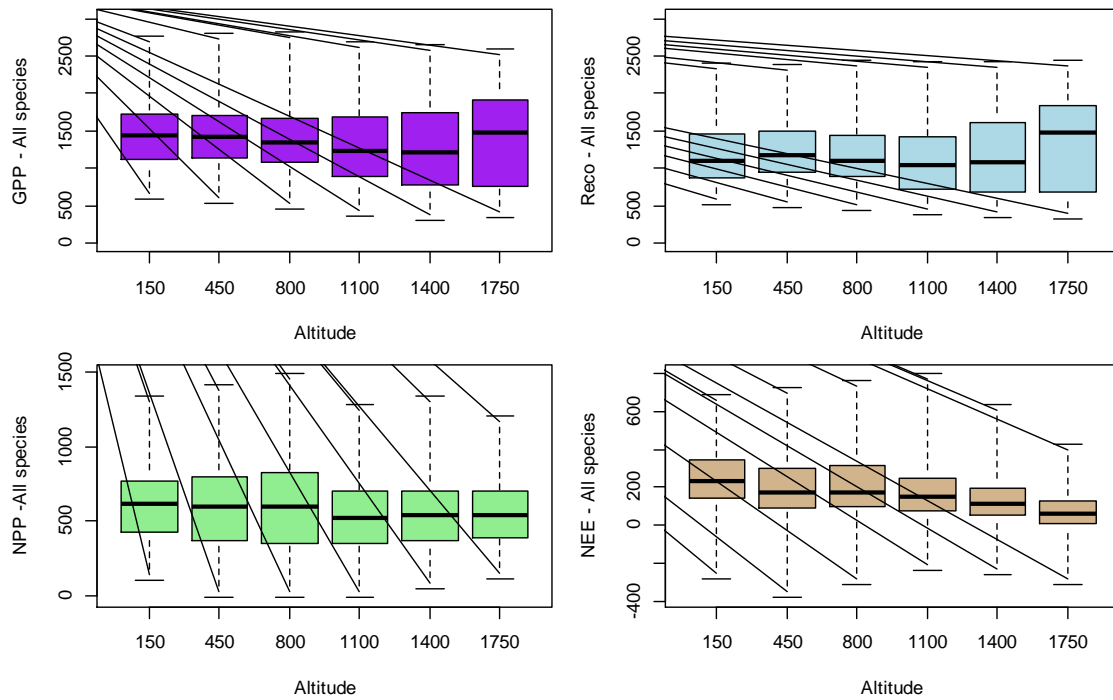 GPP - All species
0 500 1500 2500
150 450 800 1100 1400 1750
Altitude
Reco - All species
0 500 1500 2500
150 450 800 1100 1400 1750
Altitude
NPP -All species
0 500 1000 1500
150 450 800 1100 1400 1750
Altitude
NEE - All species
-400 0 200 600
150 450 800 1100 1400 1750
Altitude